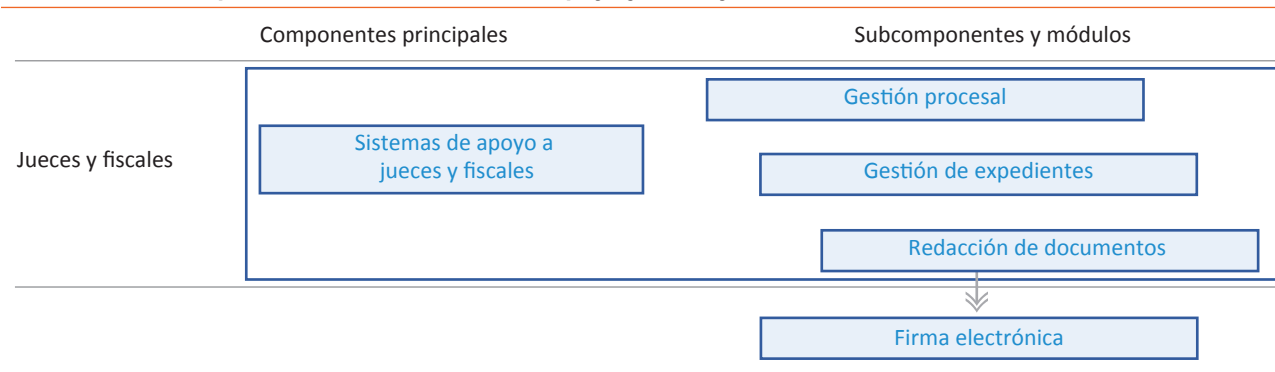 Componentes principales
Subcomponentes y módulos
Gestión procesal
Jueces y fiscales
Sistemas de apoyo a
jueces y fiscales
Gestión de expedientes
Redacción de documentos
Firma electrónica